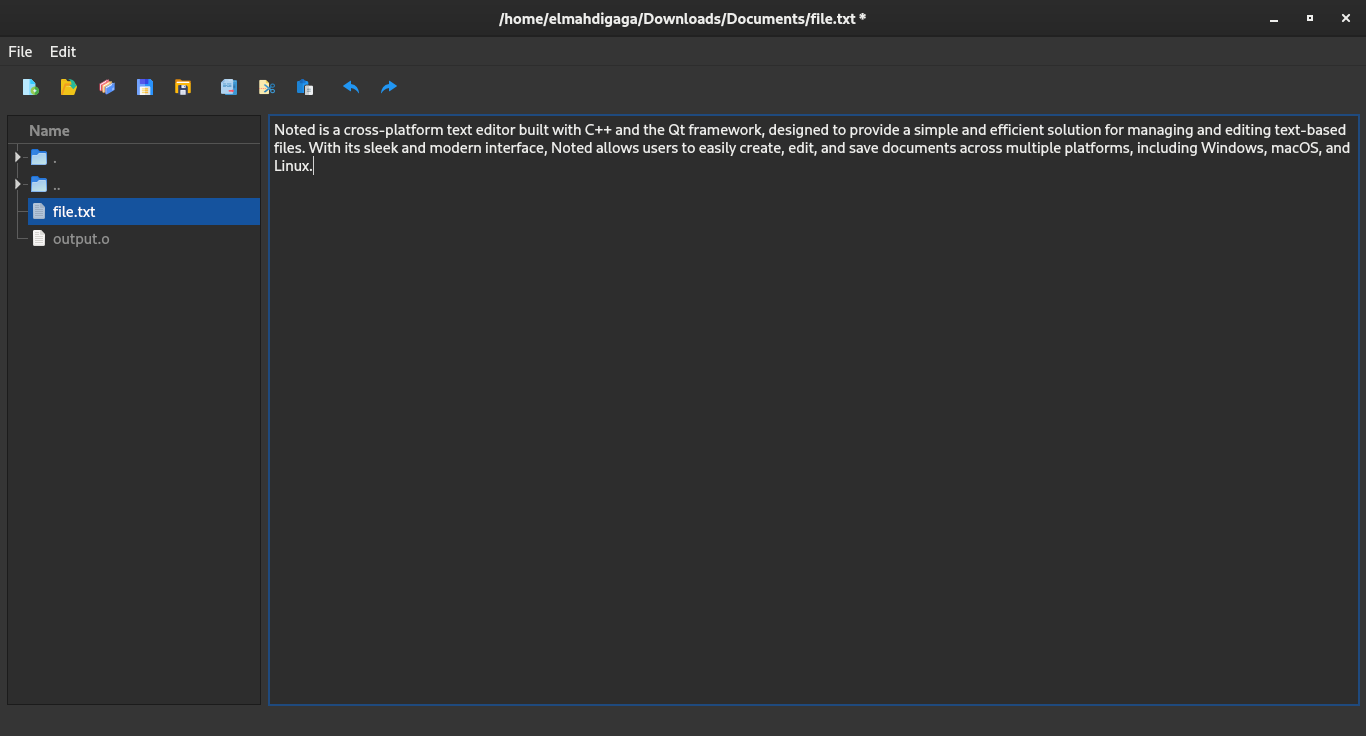 /home/elmahdigaga/Downloads/Documents/file.txt *
File Edit
Name
.
..
file.txt
output.o
Noted is a cross-platform text editor built with C++ and the Qt framework, designed to provide a simple and efficient solution for managing and editing text-based
files. With its sleek and modern interface, Noted allows users to easily create, edit, and save documents across multiple platforms, including Windows, macOS, and
Linux.